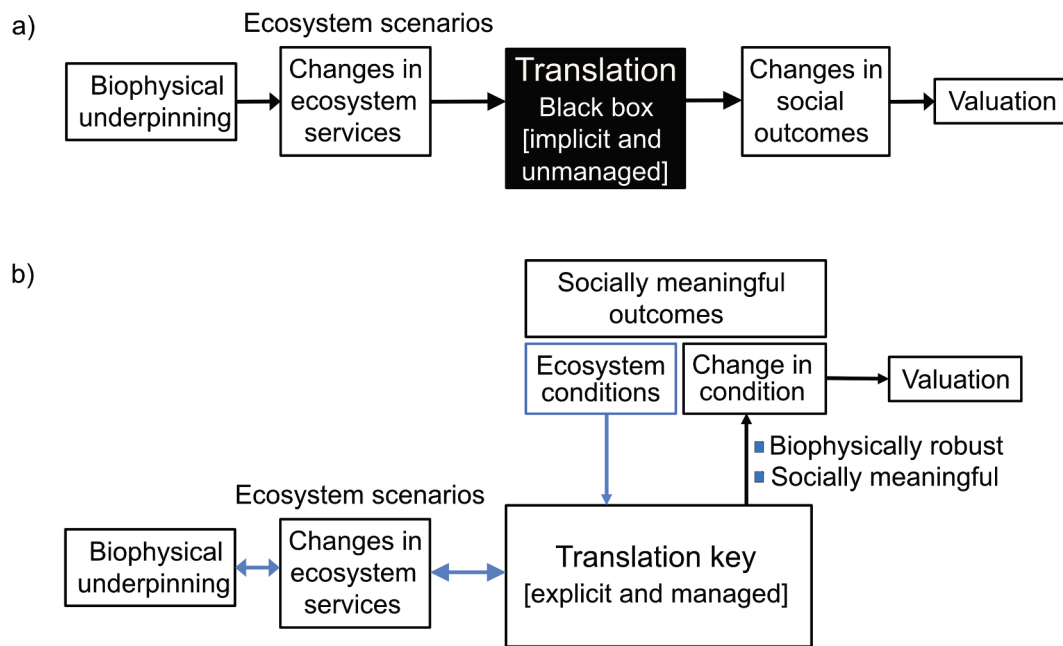 a)
Ecosystem scenarios
Biophysical
underpinning
Changes in
ecosystem
services
Translation
Black box
[implicit and
unmanaged]
Changes in
social
outcomes
Valuation
b)
Socially meaningful
outcomes
Ecosystem
conditions
Change in
condition
Valuation
Biophysically robust
Socially meaningful
Ecosystem scenarios
Biophysical
underpinning
Changes in
ecosystem
services
Translation key
[explicit and managed]